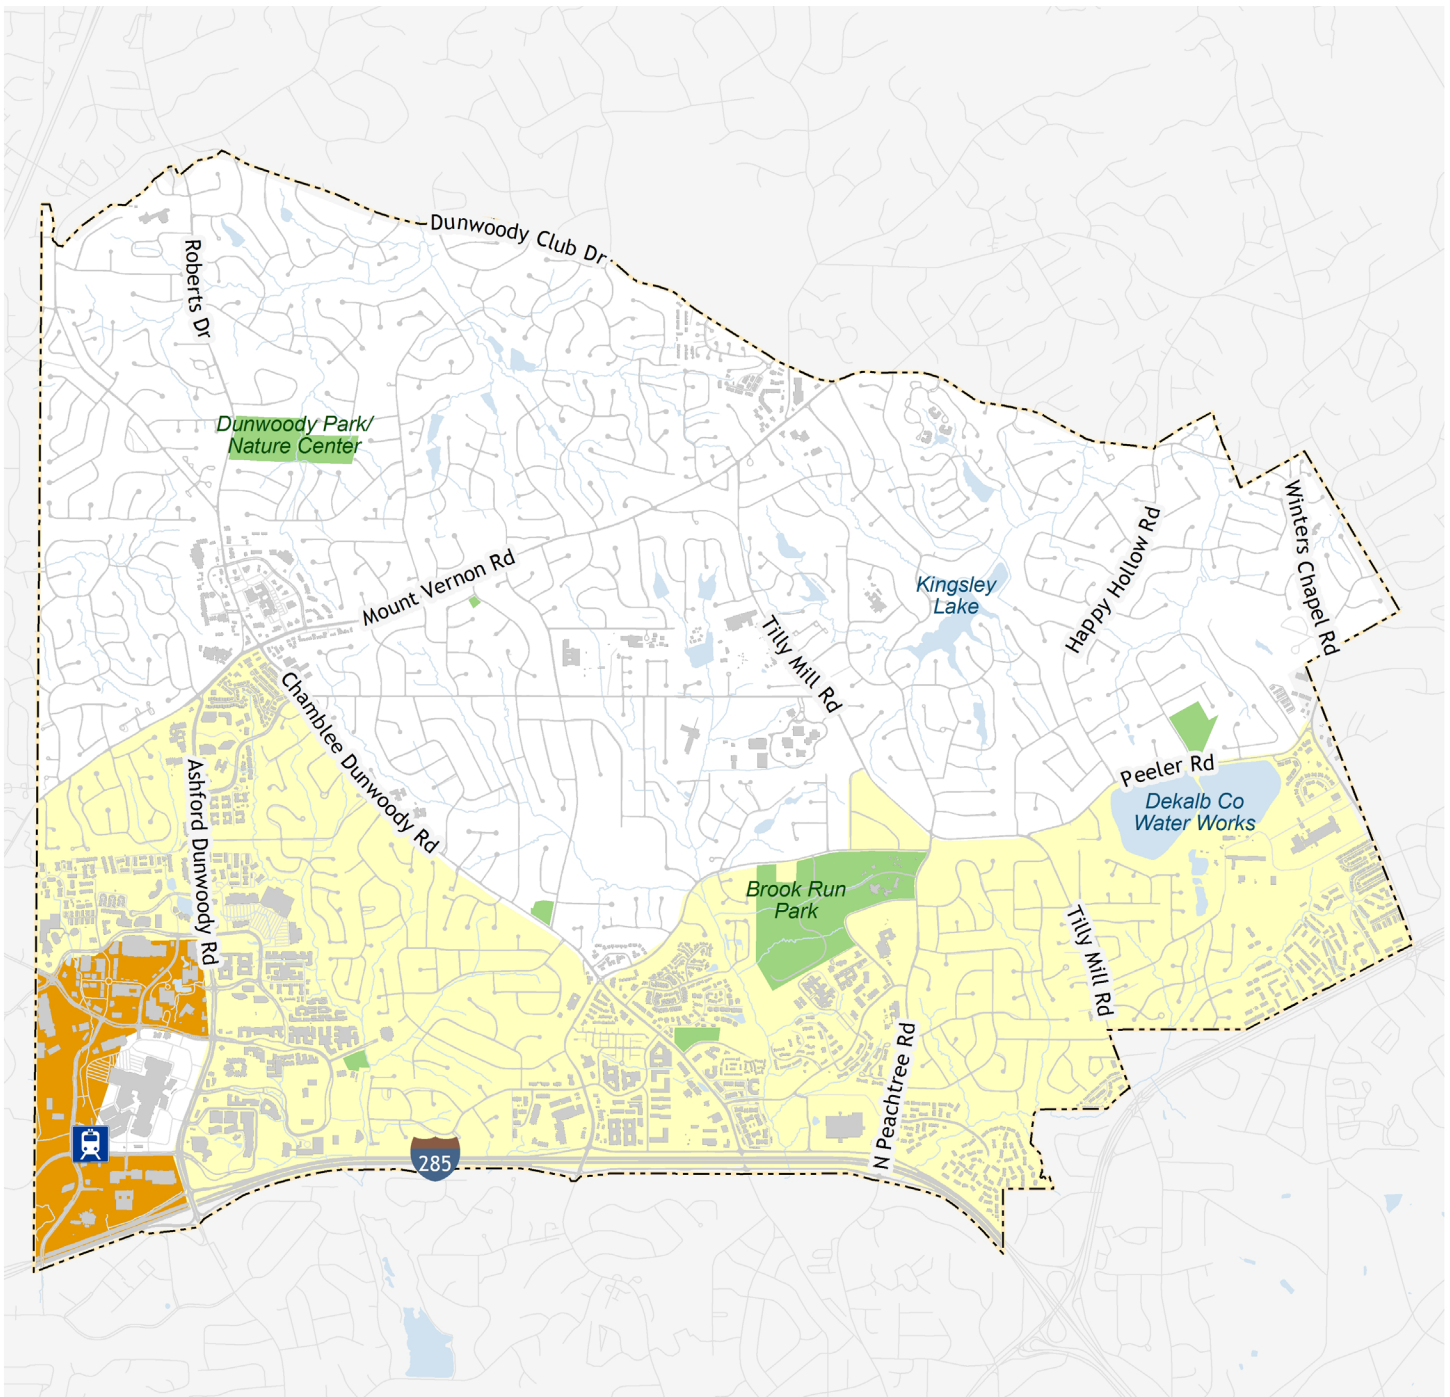 Dunwoody Club Dr
Roberts Dr
Dunwoody Park/
Nature Center
Winters Chapel Rd
Happy Hollow Rd
Mount Vernon Rd
Kingsley
Lake
Tilly Mill Rd
Chamblee Dunwoody Rd
Peeler Rd
Ashford Dunwoody Rd
Dekalb Co
Water Works
Brook Run
Park
Tilly Mill Rd
N Peachtree Rd
285